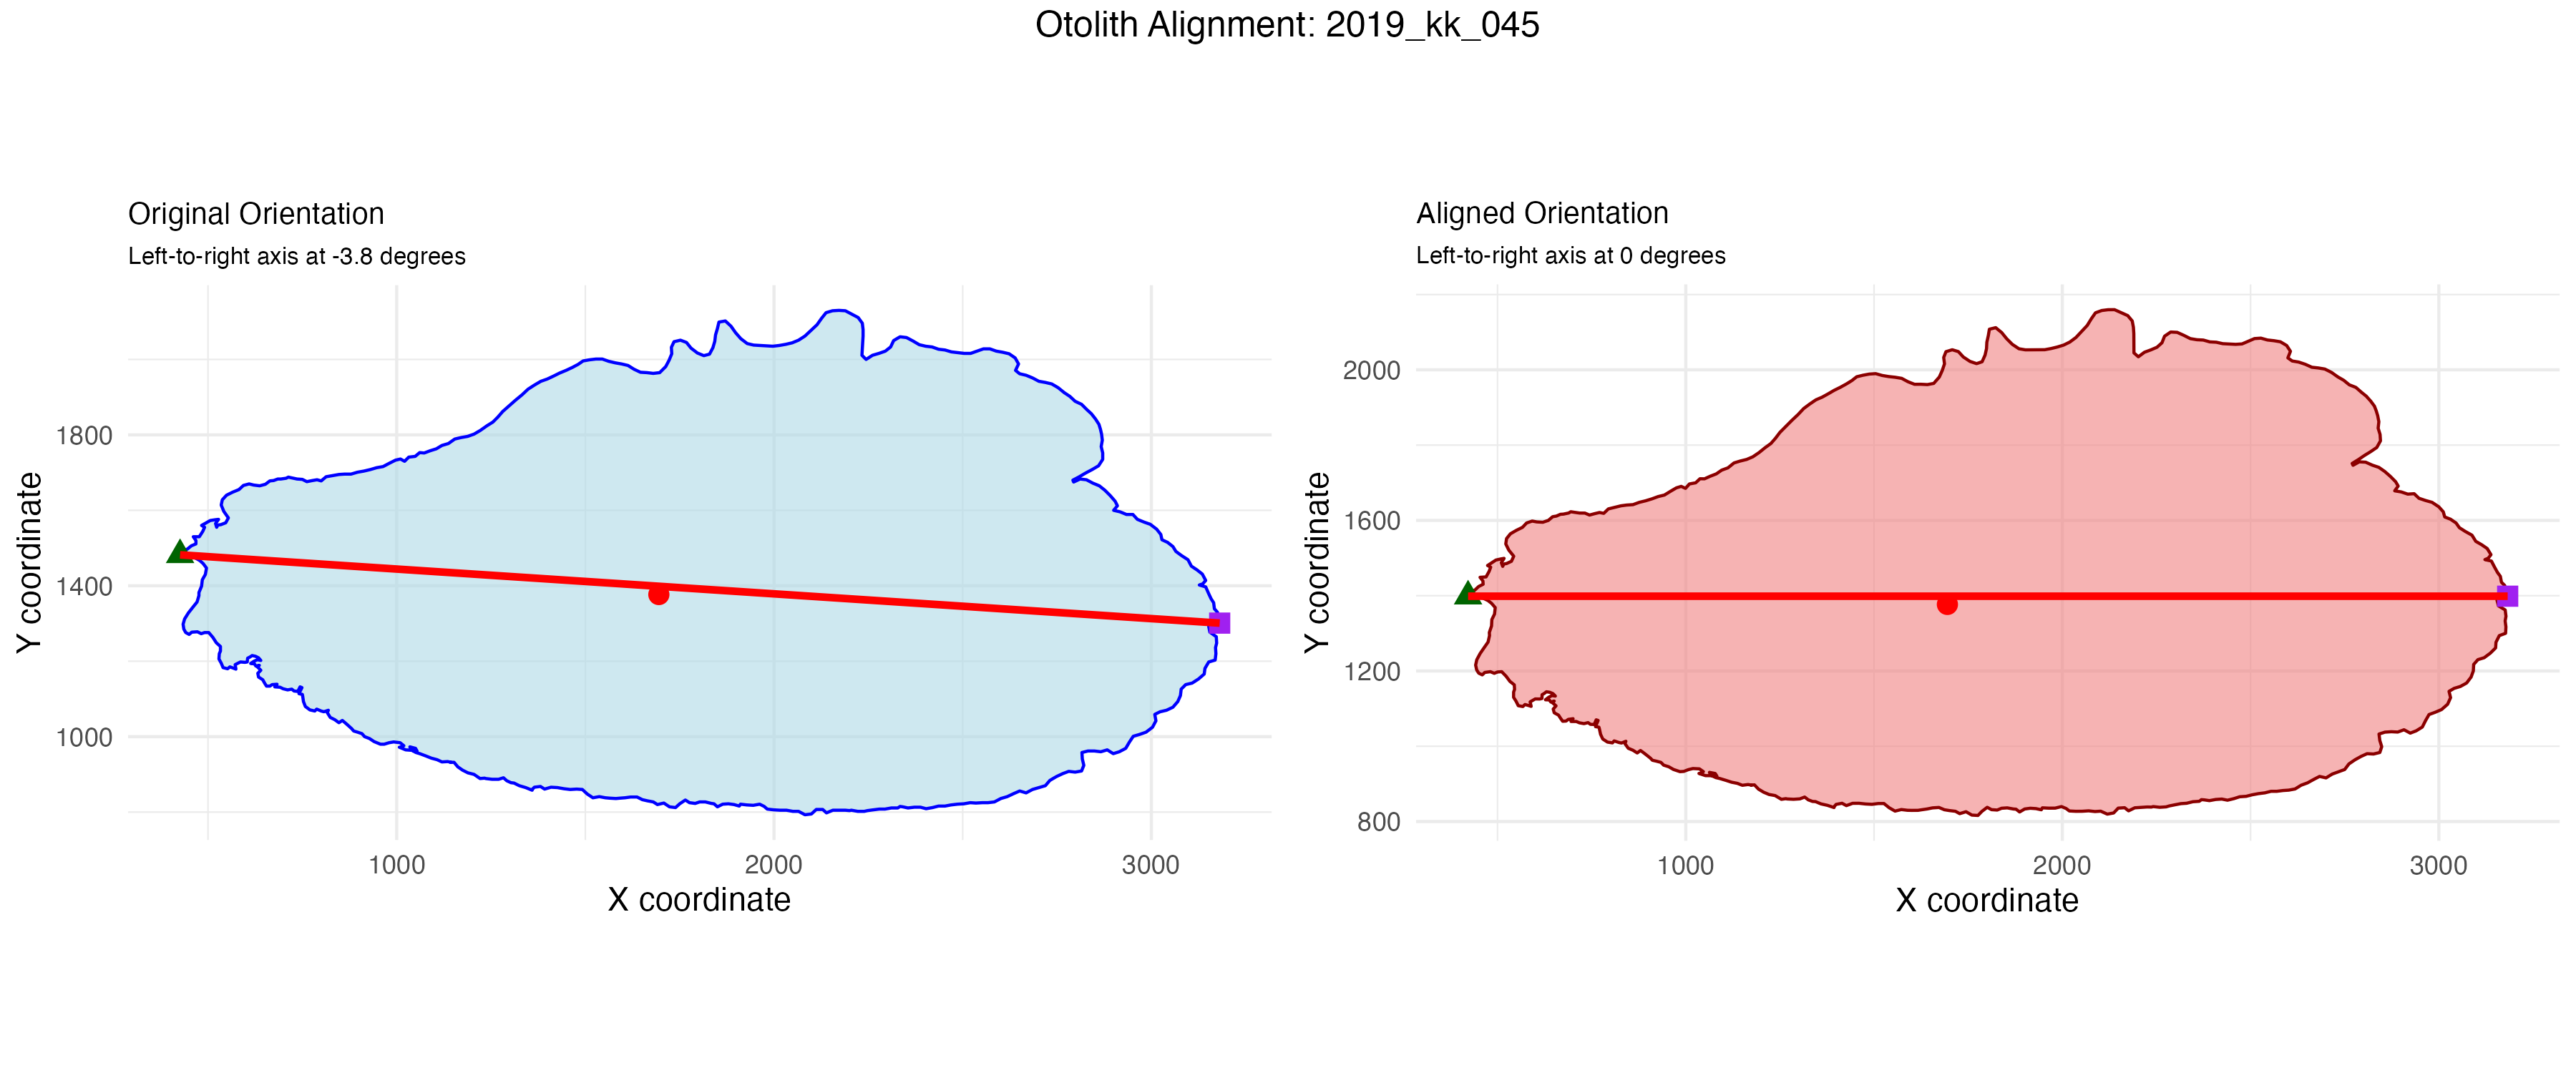 Otolith Alignment: 2019_kk_045
Original Orientation
Left-to-right axis at -3.8 degrees
1800
1400
1000
Y coordinate
1000 2000 3000
X coordinate
Aligned Orientation
Left-to-right axis at 0 degrees
2000
1600
1200
800
Y coordinate
1000 2000 3000
X coordinate